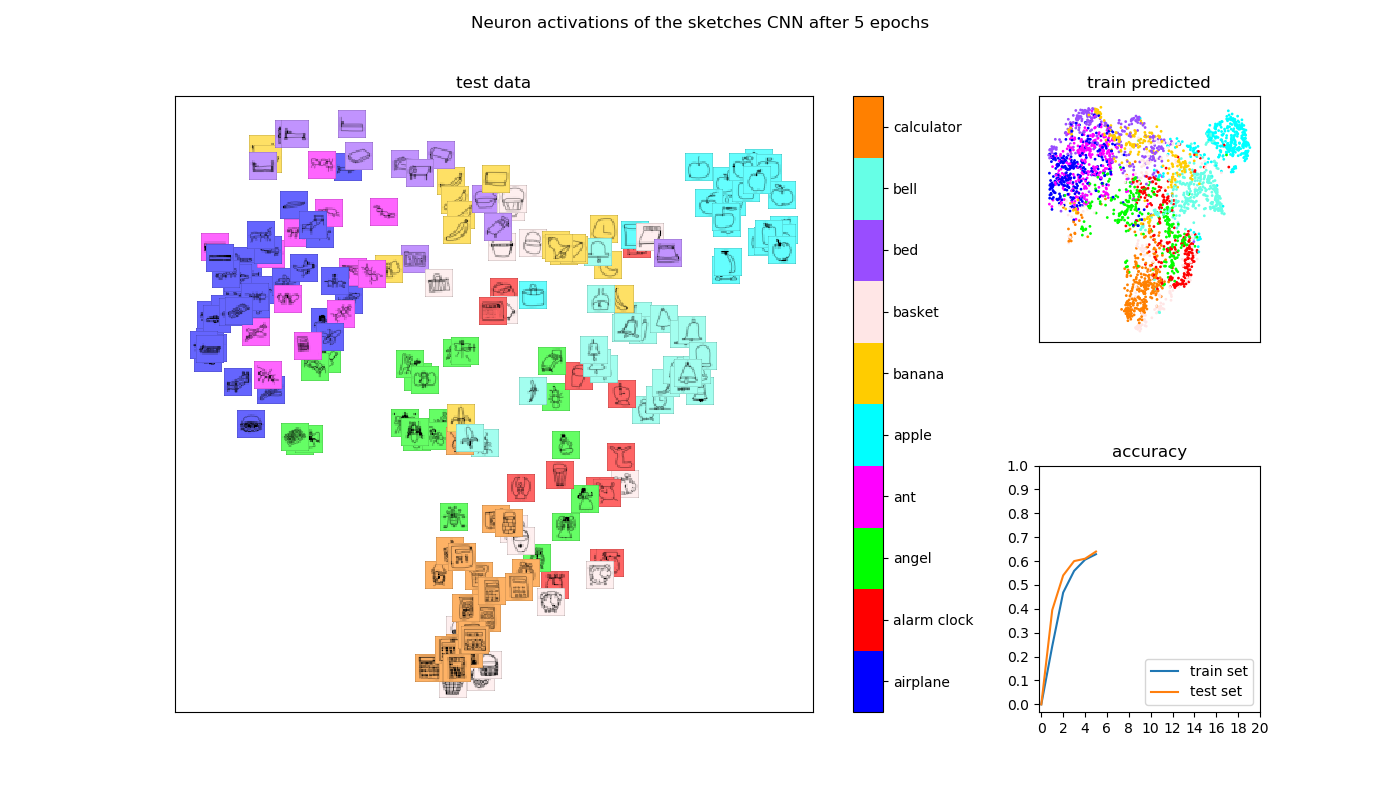 Neuron activations of the sketches CNN after 5 epochs
test data
calculator
bell
bed
basket
banana
apple
ant
angel
alarm clock
airplane
train predicted
accuracy
1.0
0.9
0.8
0.7
0.6
0.5
0.4
0.3
0.2
0.1
0.0
train set
test set
0 2 4 6 8 10 12 14 16 18 20